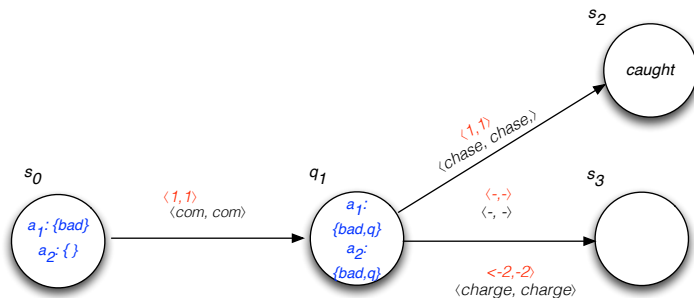 s2
caught
⟨1,1⟩
⟨chase, chase,⟩
s0
q1
s3
⟨1,1⟩
⟨com, com⟩
⟨-,-⟩
⟨-, -⟩
a1: {bad}
a2: { }
a1:
{bad,q}
a2:
{bad,q}
<-2,-2⟩
⟨charge, charge⟩